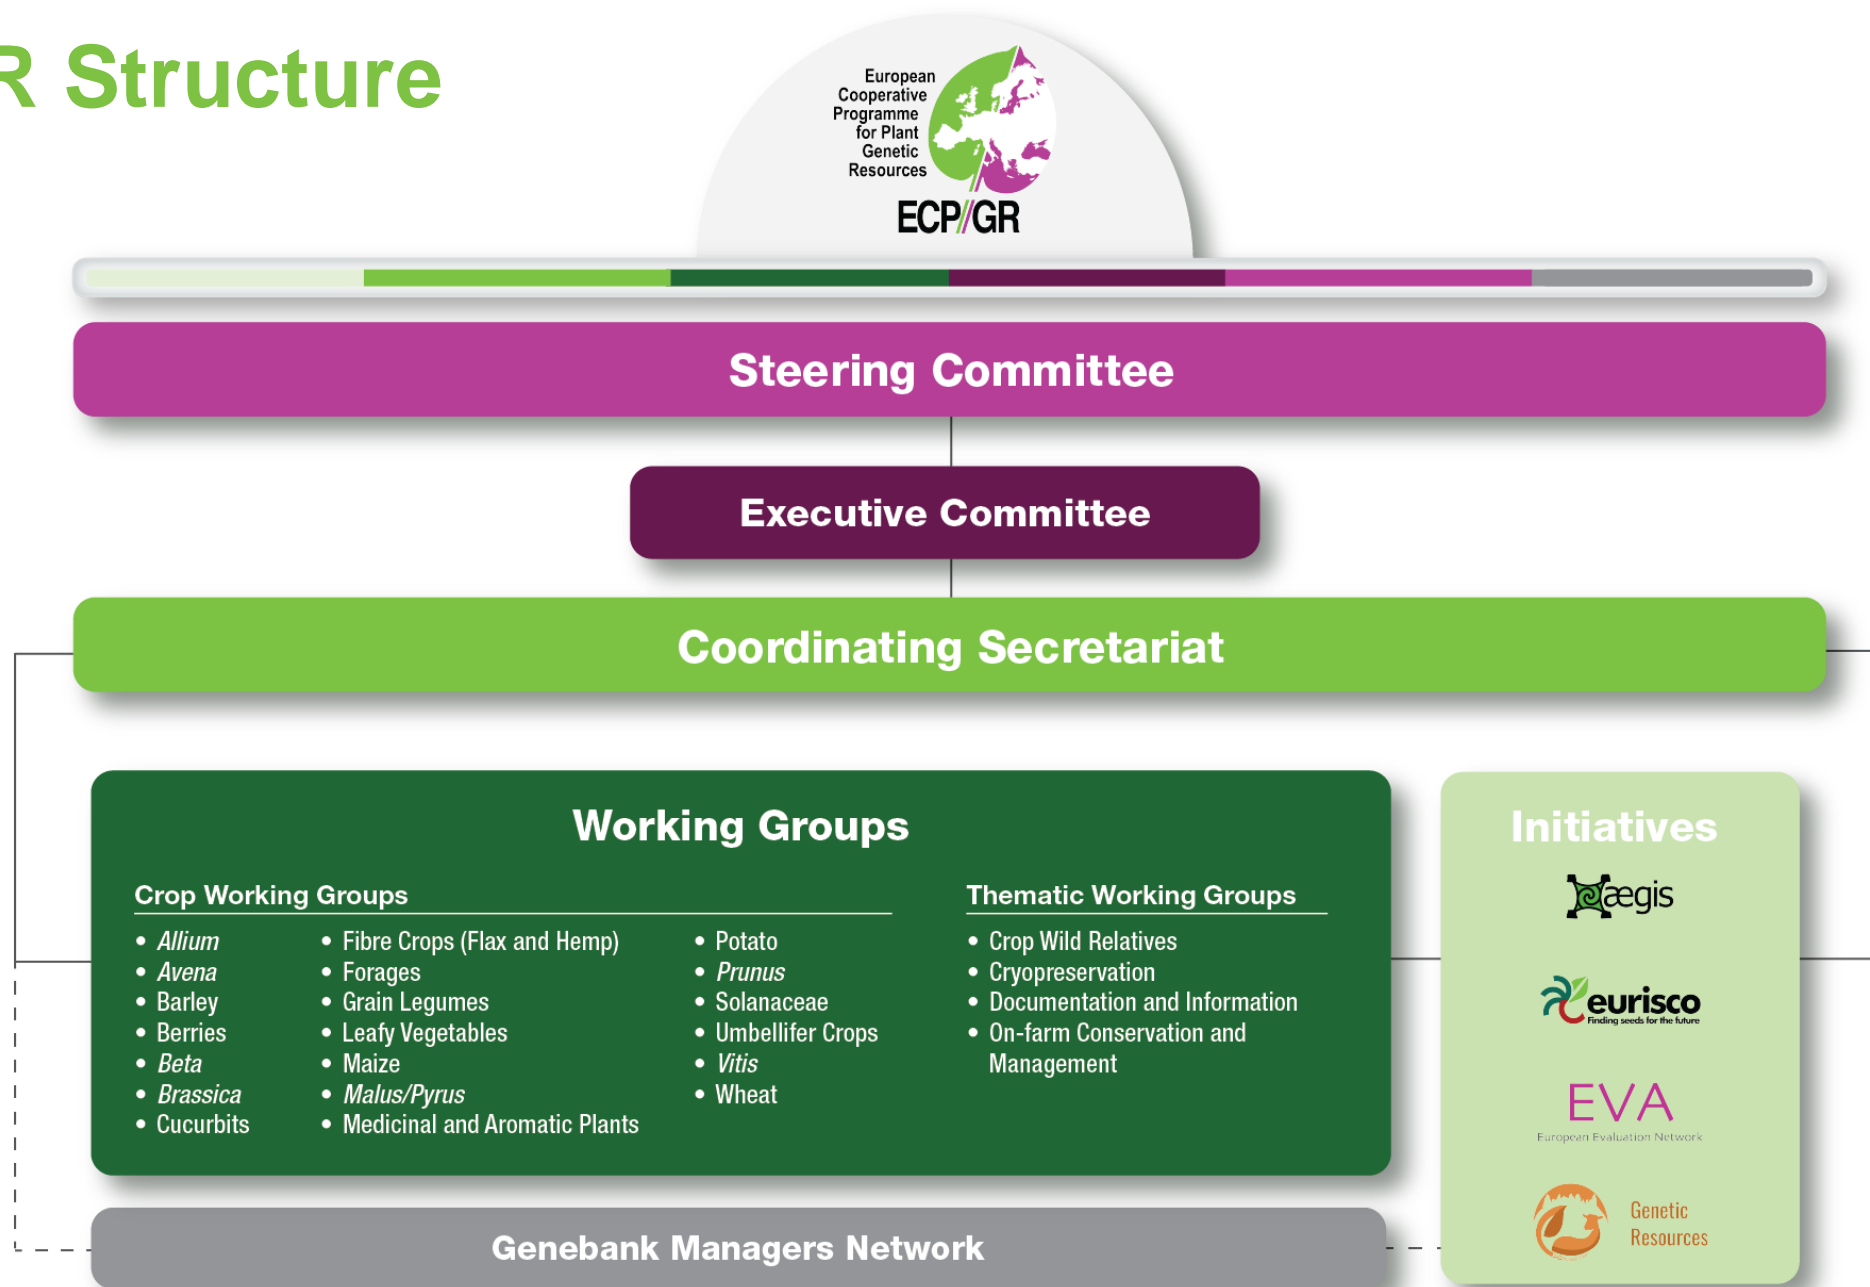 R Structure
European
Cooperative
Programme
for Plant
Genetic
Resources
ECP//GR
Steering Committee
Executive Committee
Coordinating Secretariat
Working Groups
Crop Working Groups
• Allium
• Avena
• Barley
• Berries
• Beta
• Brassica
• Cucurbits
• Fibre Crops (Flax and Hemp)
• Forages
• Grain Legumes
• Leafy Vegetables
• Maize
• Malus/Pyrus
• Medicinal and Aromatic Plants
• Potato
• Prunus
• Solanaceae
• Umbellifer Crops
• Vitis
• Wheat
Thematic Working Groups
• Crop Wild Relatives
• Cryopreservation
• Documentation and Information
• On-farm Conservation and
Management
Initiatives
ægis
eurisco
Finding seeds for the future
EVA
European Evaluation Network
Genetic
Resources
Genebank Managers Network